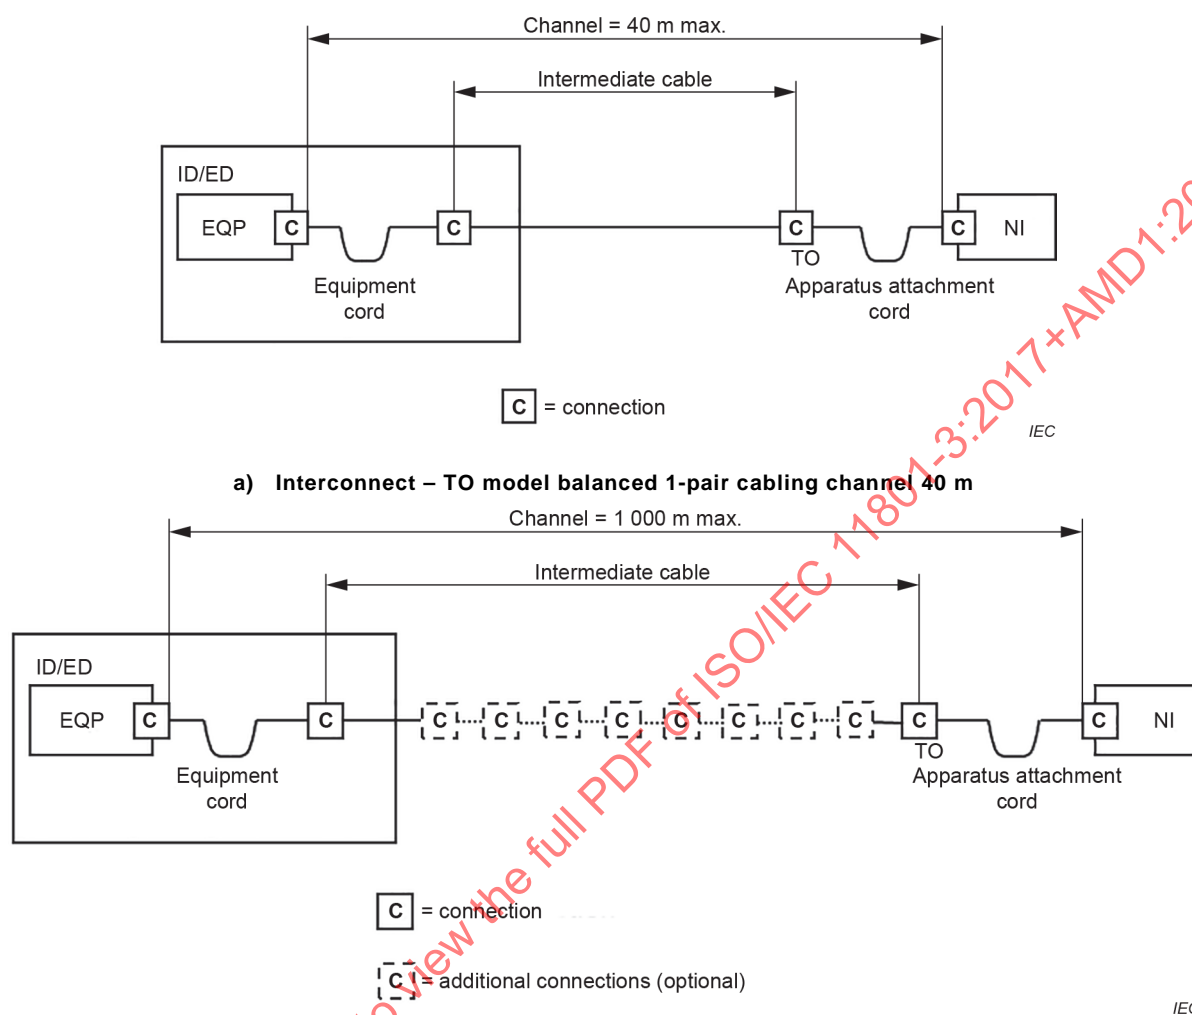 Channel = 40 m max.
Intermediate cable
ID/ED
EQP
C
C
C
C
NI
TO
Equipment
cord
Apparatus attachment
cord
C = connection
IEC
a) Interconnect – TO model balanced 1-pair cabling channel 40 m
Channel = 1 000 m max.
Intermediate cable
ID/ED
EQP
C
C
C
C
C
C
C
C
C
C
C
C
NI
TO
Equipment
cord
Apparatus attachment
cord
C = connection
C = additional connections (optional)
IEC
to view the full PDF of ISO/IEC 11801-3:2017+AMD1:20